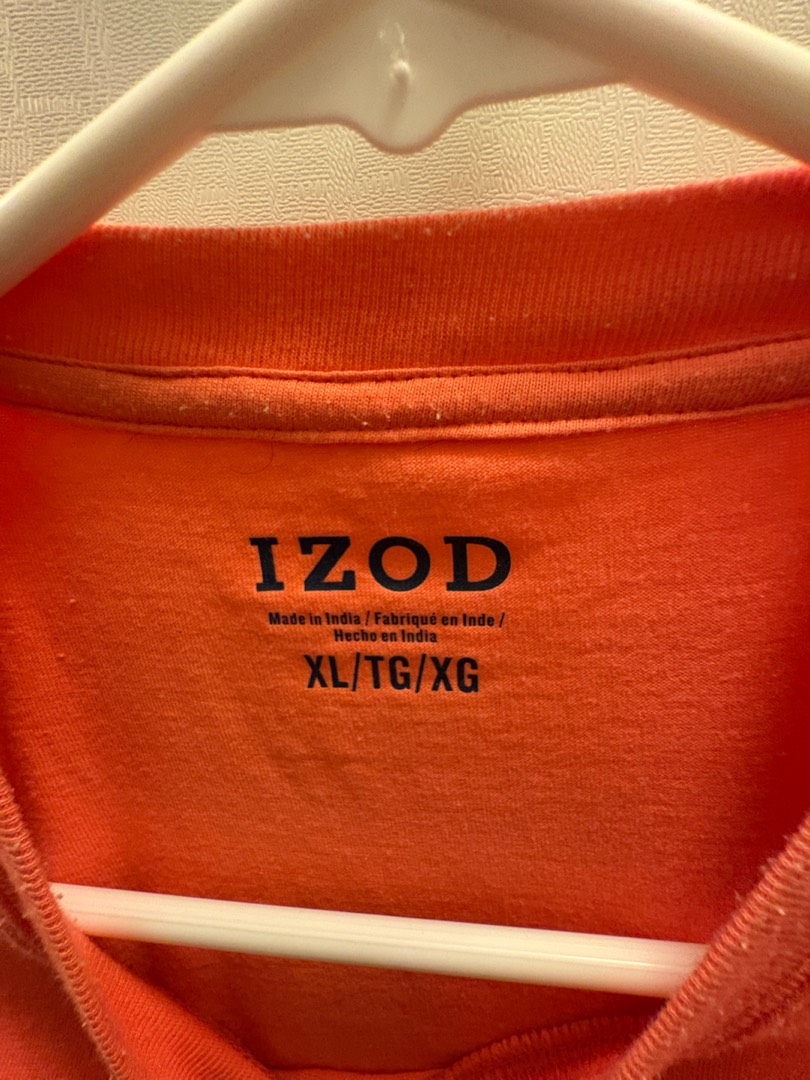 IZOD
Made in India / Fabriqué en Inde /
Hecho en India
XL/TG/XG